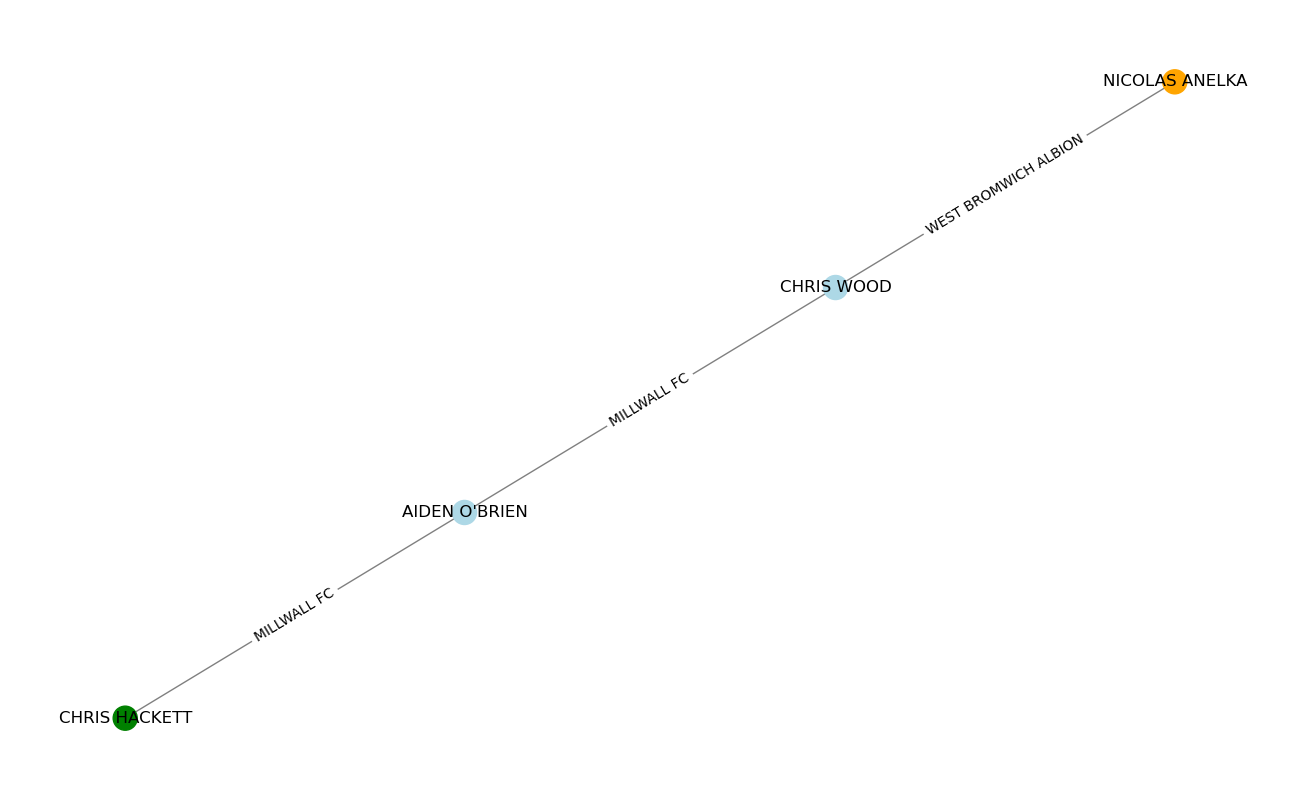 NICOLAS ANELKA
WEST BROMWICH ALBION
CHRIS WOOD
MILLWALL FC
AIDEN O'BRIEN
MILLWALL FC
CHRIS HACKETT